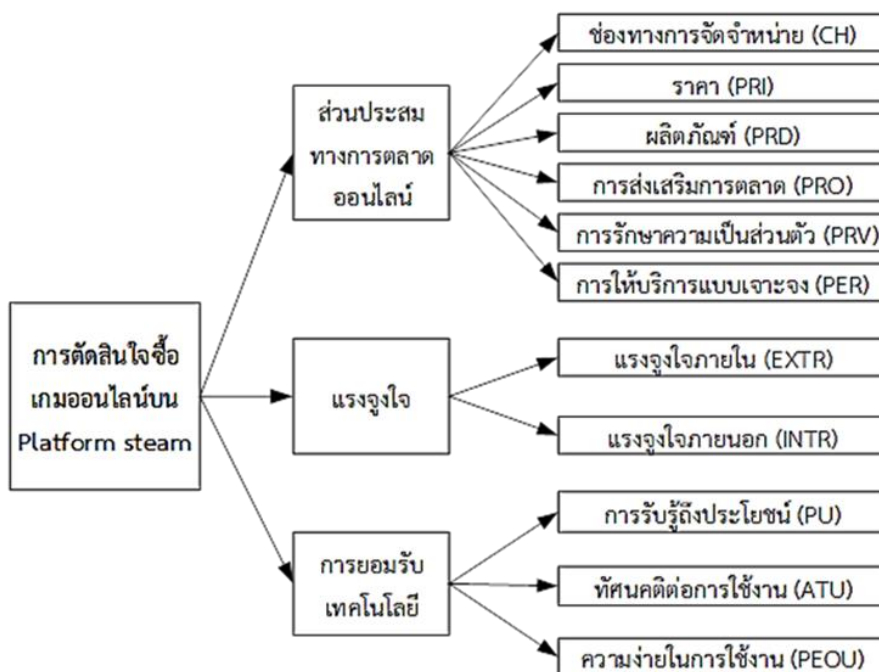 การตัดสินใจซื้อ
เกมออนไลน์บน
Platform steam
ส่วนประสม
ทางการตลาด
ออนไลน์
ช่องทางการจัดจำหน่าย (CH)
ราคา (PRI)
ผลิตภัณฑ์ (PRD)
การส่งเสริมการตลาด (PRO)
การรักษาความเป็นส่วนตัว (PRV)
การให้บริการแบบเจาะจง (PER)
แรงจูงใจ
แรงจูงใจภายใน (EXTR)
แรงจูงใจภายนอก (INTR)
การยอมรับ
เทคโนโลยี
การรับรู้ถึงประโยชน์ (PU)
ทัศนคติต่อการใช้งาน (ATU)
ความง่ายในการใช้งาน (PEOU)